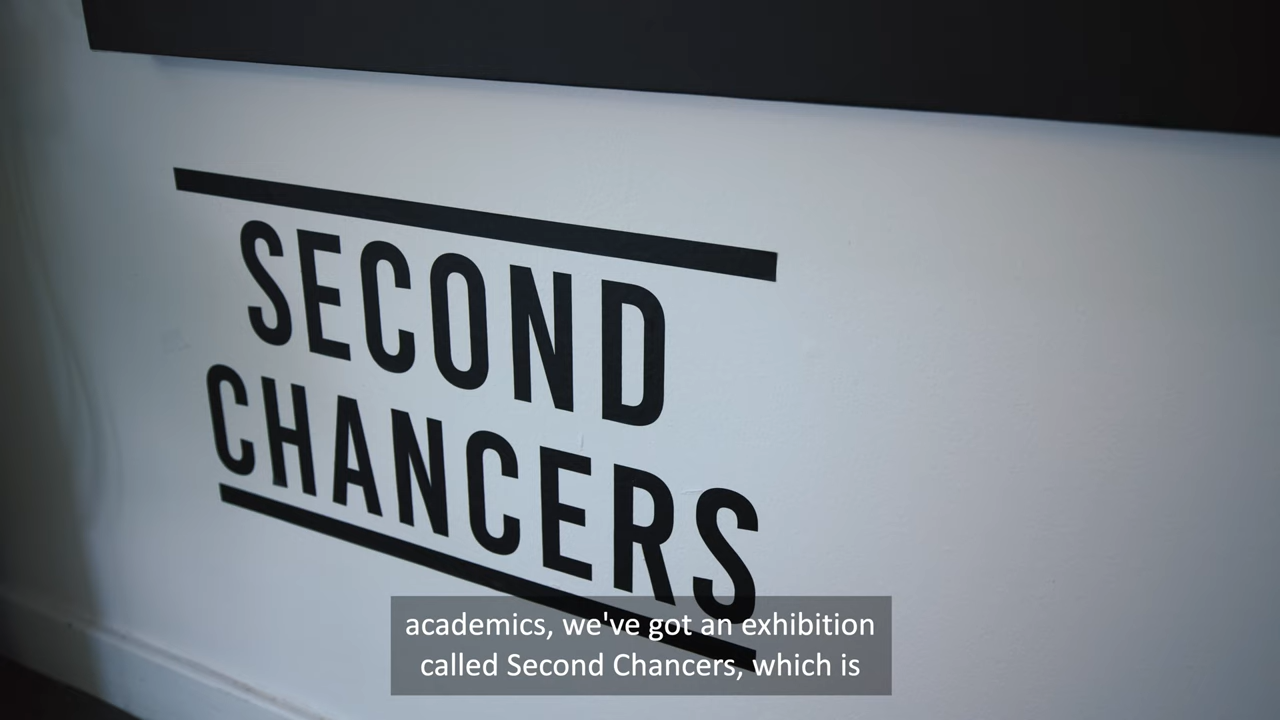 SECOND
CHANCERS
academics, we've got an exhibition
called Second Chancers, which is